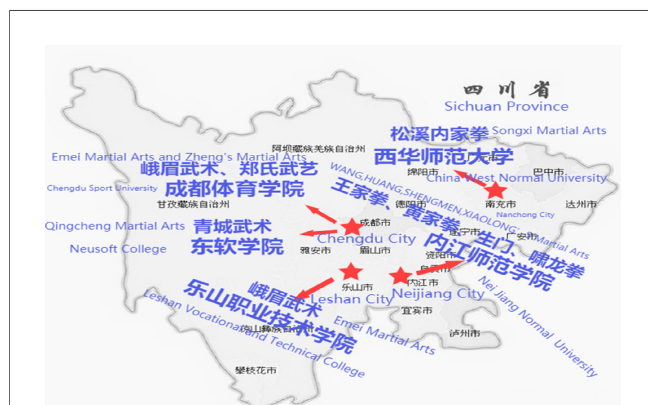 四川省
Sichuan Province
松溪内家拳
Songxi Martial Arts
阿坝藏族羌族自治州
Emei Martial Arts and Zheng's Martial Arts
西华师范大学
峨眉武术、郑氏武艺
绵阳市
巴中市
China West Normal University
Chengdu Sport University
成都体育学院
WANG,HUANG,SHENGMEN,XIAOLONG
Martial Arts
甘孜藏族自治州
王家拳、黄家拳、生门、啸龙拳
德阳市
南充市
达州市
Nanchong City
Qingcheng Martial Arts
青城武术
成都市
遂宁市
广安市
Chengdu City
内江师范学院
Neusoft College
东软学院
雅安市
眉山市
资阳市
乐山市
内江市
Leshan City
Neijiang City
Nei Jiang Normal University
峨眉武术
乐山职业技术学院
Emei Martial Arts
Leshan Vocational and Technical College
宜宾市
泸州市
凉山彝族自治州
攀枝花市